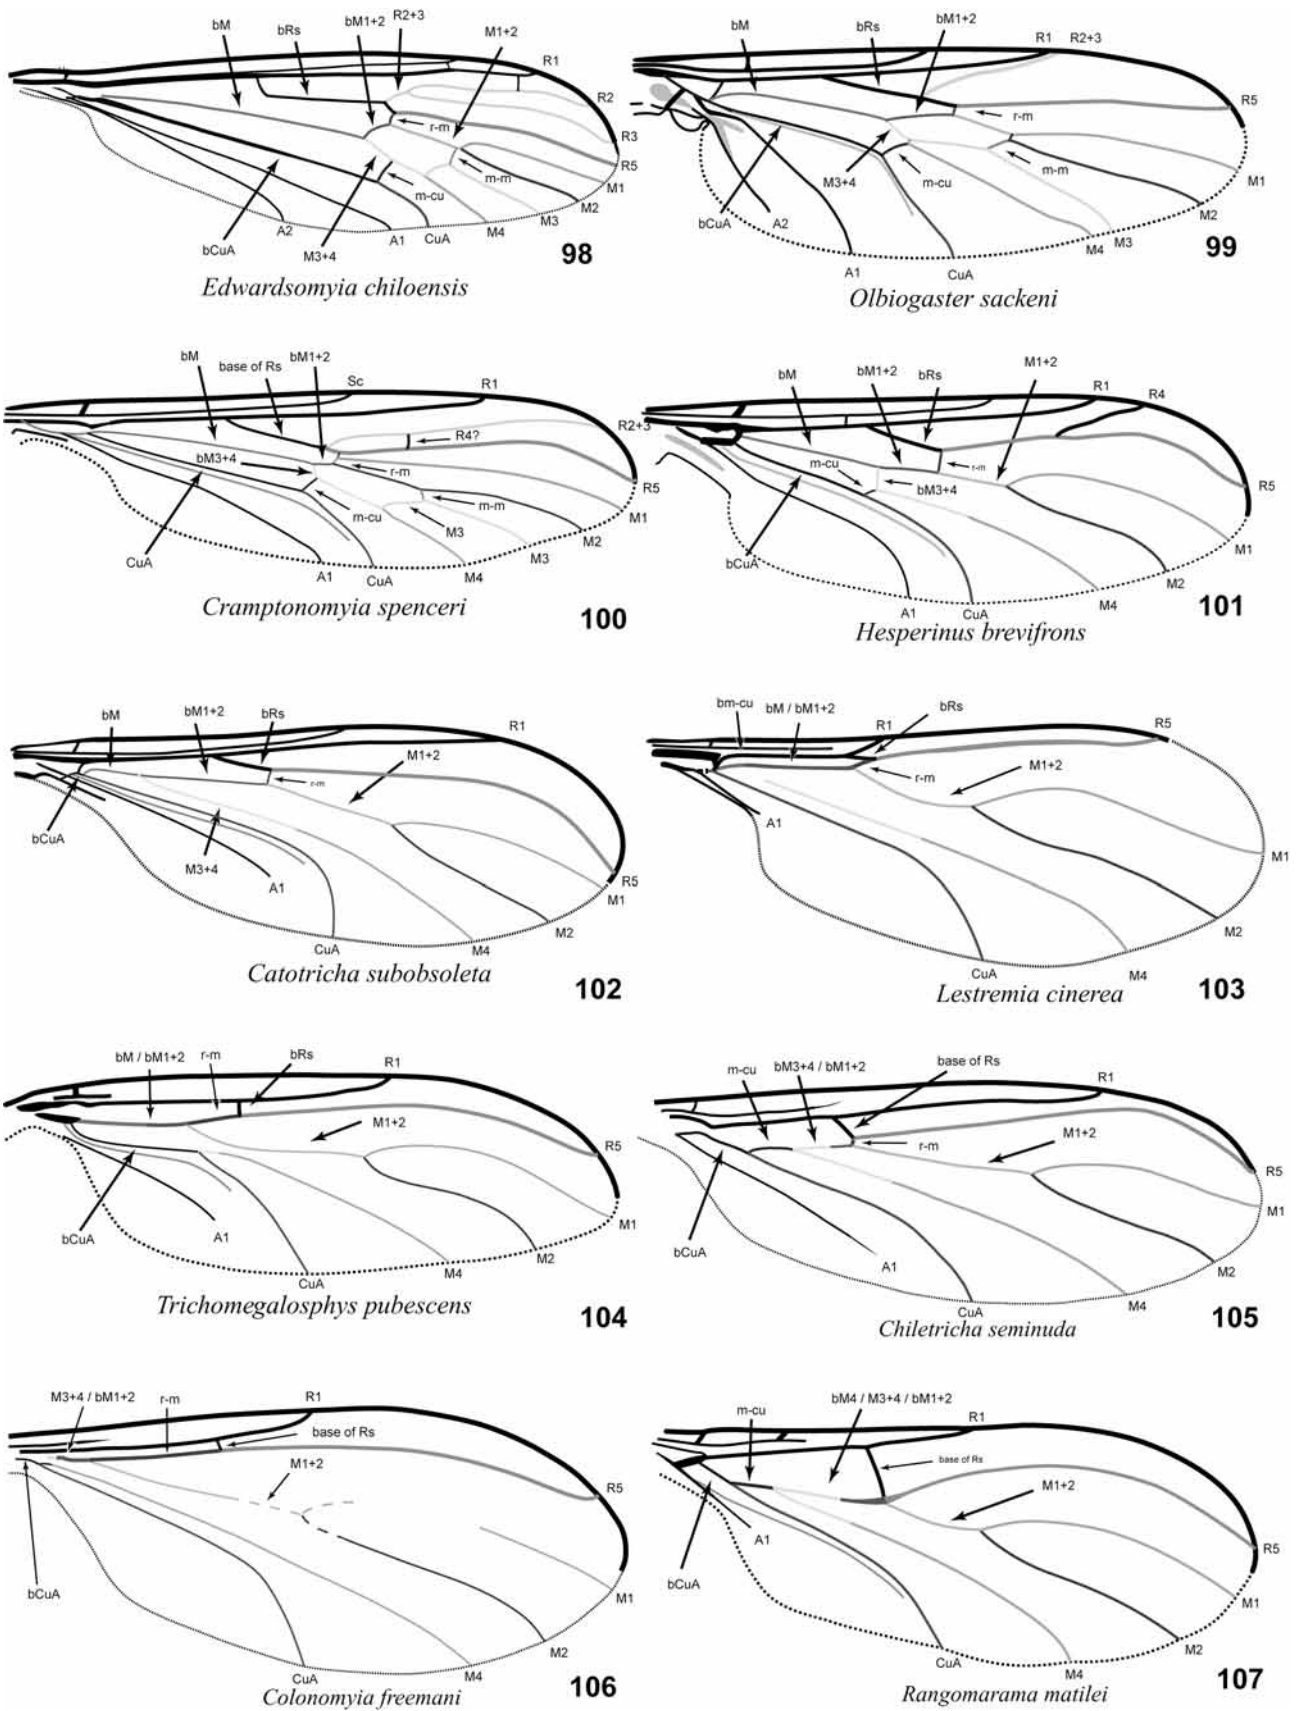 bM
bRs
bM1+2
R2+3
M1+2
R1
R2
R3
R5
M1
M2
M3
M4
CuA
A1
A2
r-m
m-m
m-cu
bCuA
M3+4
98
Edwardsomyia chiloensis
bM
bRs
bM1+2
R1
R2+3
R5
r-m
m-m
m-cu
M3+4
bCuA
A2
A1
CuA
M4
M3
M2
M1
99
Olbiogaster sackeni
bM
base of Rs
bM1+2
Sc
R1
R2+3
R4?
bM3+4
r-m
m-m
m-cu
M3
CuA
A1
CuA
M4
M3
M2
M1
R5
Cramptonomyia spenceri
100
bM
bM1+2
bRs
M1+2
R1
R4
m-cu
r-m
bM3+4
R5
bCuA
M1
M2
M4
A1
CuA
101
Hesperinus brevifrons
bM
bM1+2
bRs
R1
M1+2
r-m
bCuA
M3+4
A1
R5
M1
M2
CuA
M4
Catotricha subobsoleta
102
bm-cu
bM / bM1+2
R1
bRs
R5
r-m
M1+2
A1
M1
M2
CuA
M4
Lestremia cinerea
103
bM / bM1+2
r-m
bRs
R1
M1+2
R5
bCuA
A1
M1
M2
M4
CuA
Trichomegalosphys pubescens
104
m-cu
bM3+4 / bM1+2
base of Rs
R1
M1+2
r-m
R5
M1
bCuA
A1
M2
M4
CuA
Chiletricha seminuda
105
M3+4 / bM1+2
r-m
R1
base of Rs
M1+2
R5
bCuA
M1
M2
M4
CuA
Colonomyia freemani
106
bM4 / M3+4 / bM1+2
m-cu
R1
base of Rs
M1+2
A1
R5
bCuA
M1
M2
CuA
M4
Rangomarama matilei
107